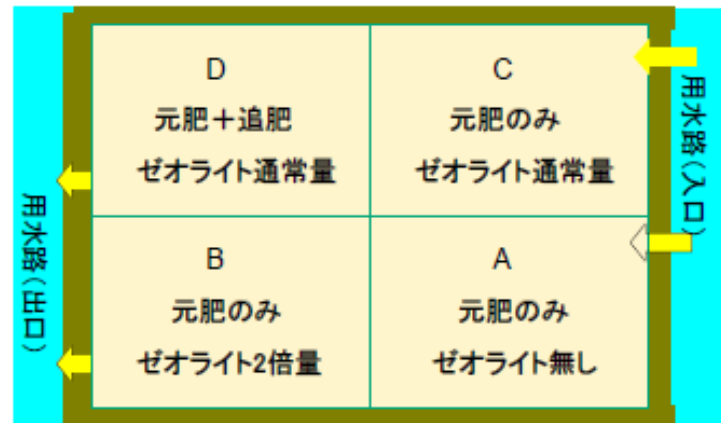 D
元肥+追肥
ゼオライト通常量
C
元肥のみ
ゼオライト通常量
用水路(入口)
用水路(出口)
B
元肥のみ
ゼオライト2倍量
A
元肥のみ
ゼオライト無し